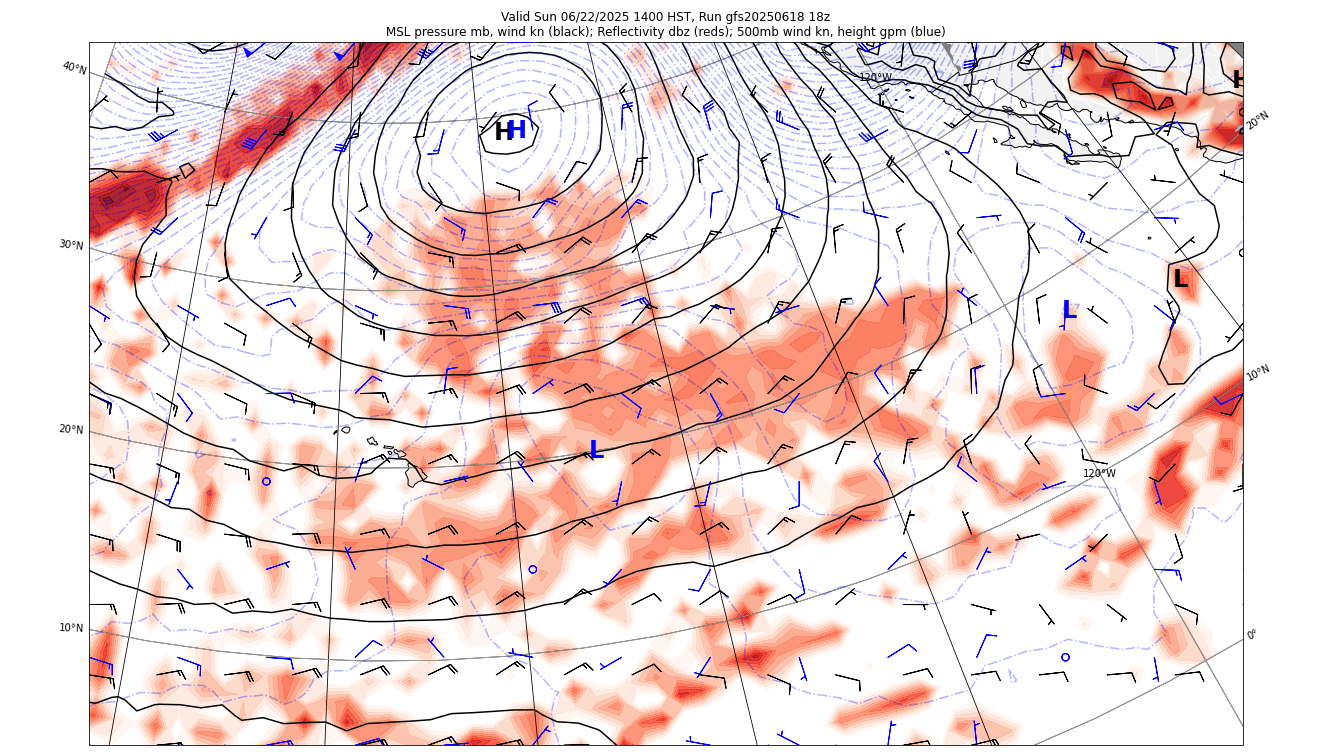 Valid Sun 06/22/2025 1400 HST, Run gfs20250618 18z
MSL pressure mb, wind kn (black); Reflectivity dbz (reds); 500mb wind kn, height gpm (blue)
40°N
120°W
H
20°N
H
H
30°N
L
L
10°N
20°N
L
120°W
10°N
0°